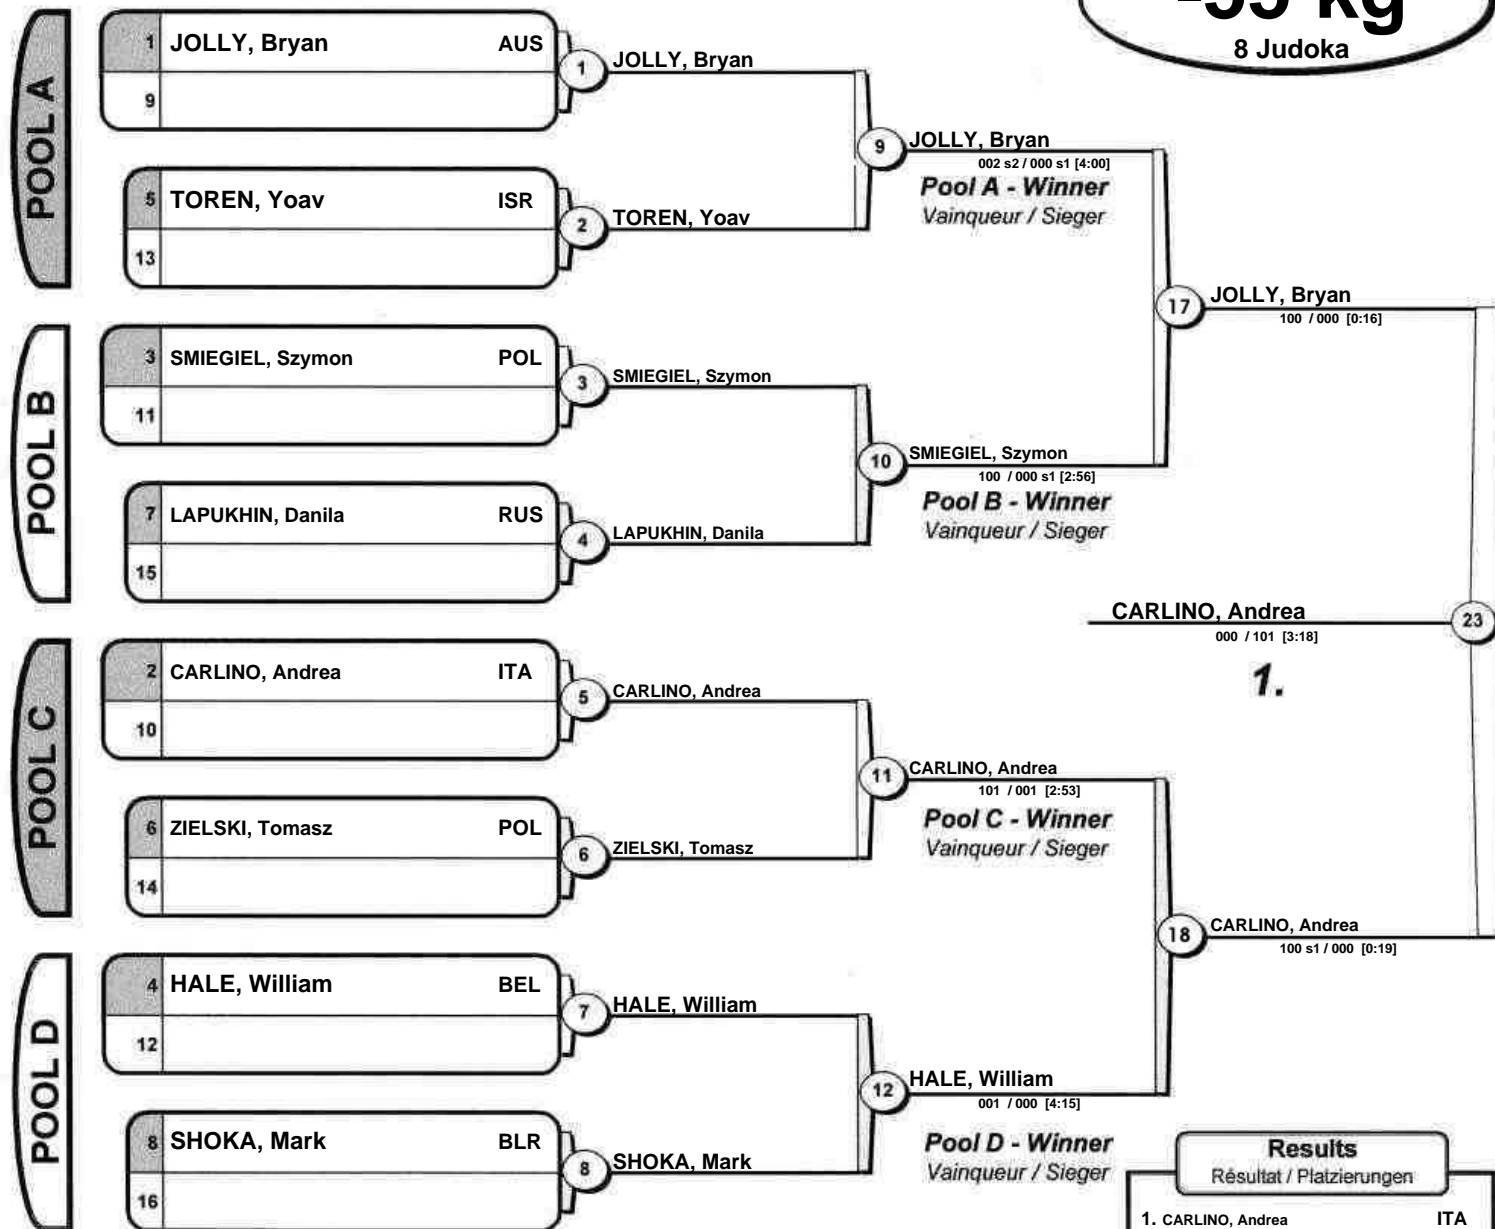 -55 kg
8 Judoka
POOL A
1 JOLLY, Bryan AUS
9
1
JOLLY, Bryan
5 TOREN, Yoav ISR
13
2
TOREN, Yoav
9
JOLLY, Bryan
002 s2 / 000 s1 [4:00]
Pool A - Winner
Vainqueur / Sieger
POOL B
3 SMIEGIEL, Szymon POL
11
3
SMIEGIEL, Szymon
7 LAPUKHIN, Danila RUS
15
4
LAPUKHIN, Danila
10
SMIEGIEL, Szymon
100 / 000 s1 [2:56]
Pool B - Winner
Vainqueur / Sieger
17
JOLLY, Bryan
100 / 000 [0:16]
CARLINO, Andrea
000 / 101 [3:18]
1.
23
POOL C
2 CARLINO, Andrea ITA
10
5
CARLINO, Andrea
6 ZIELSKI, Tomasz POL
14
6
ZIELSKI, Tomasz
11
CARLINO, Andrea
101 / 001 [2:53]
Pool C - Winner
Vainqueur / Sieger
POOL D
4 HALE, William BEL
12
7
HALE, William
8 SHOKA, Mark BLR
16
8
SHOKA, Mark
12
HALE, William
001 / 000 [4:15]
Pool D - Winner
Vainqueur / Sieger
18
CARLINO, Andrea
100 s1 / 000 [0:19]
Results
Résultat / Platzierungen
1. CARLINO, Andrea ITA